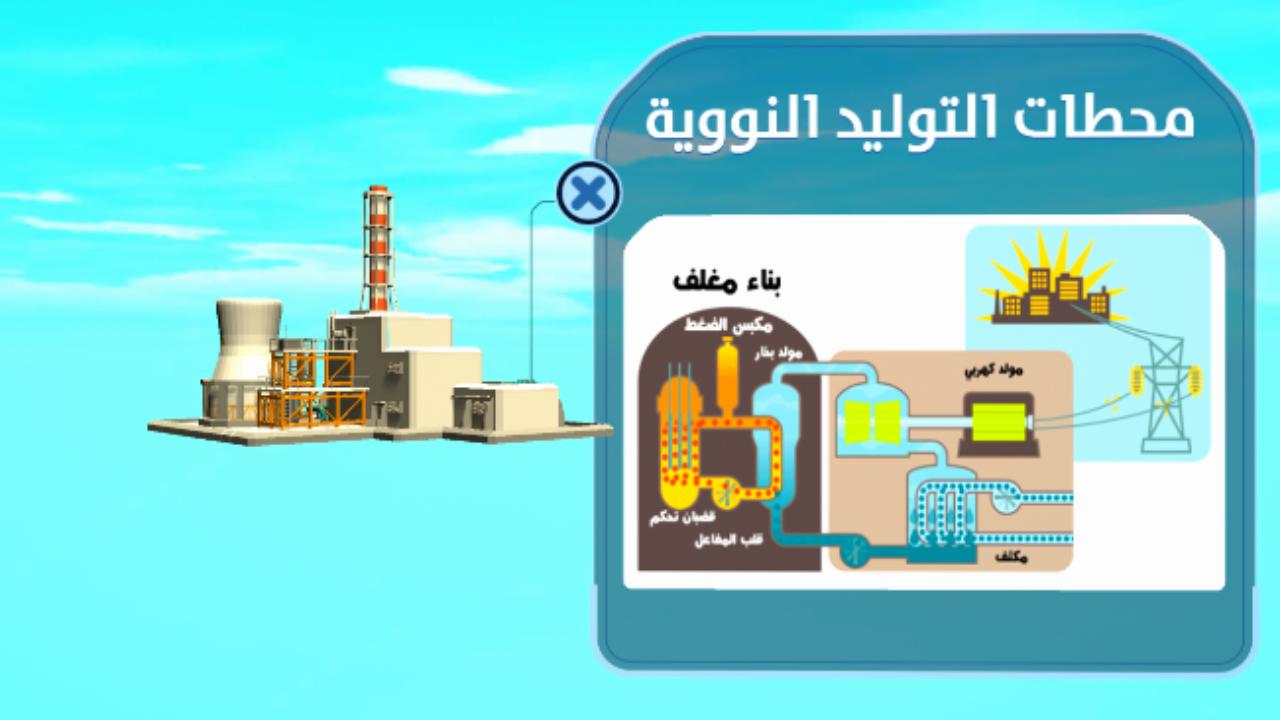 محطات التوليد النووية
بناء مغلف
مكبس الضغط
مولد بخار
مولد كهربي
قضبان تحكم
قلب المفاعل
مكثف